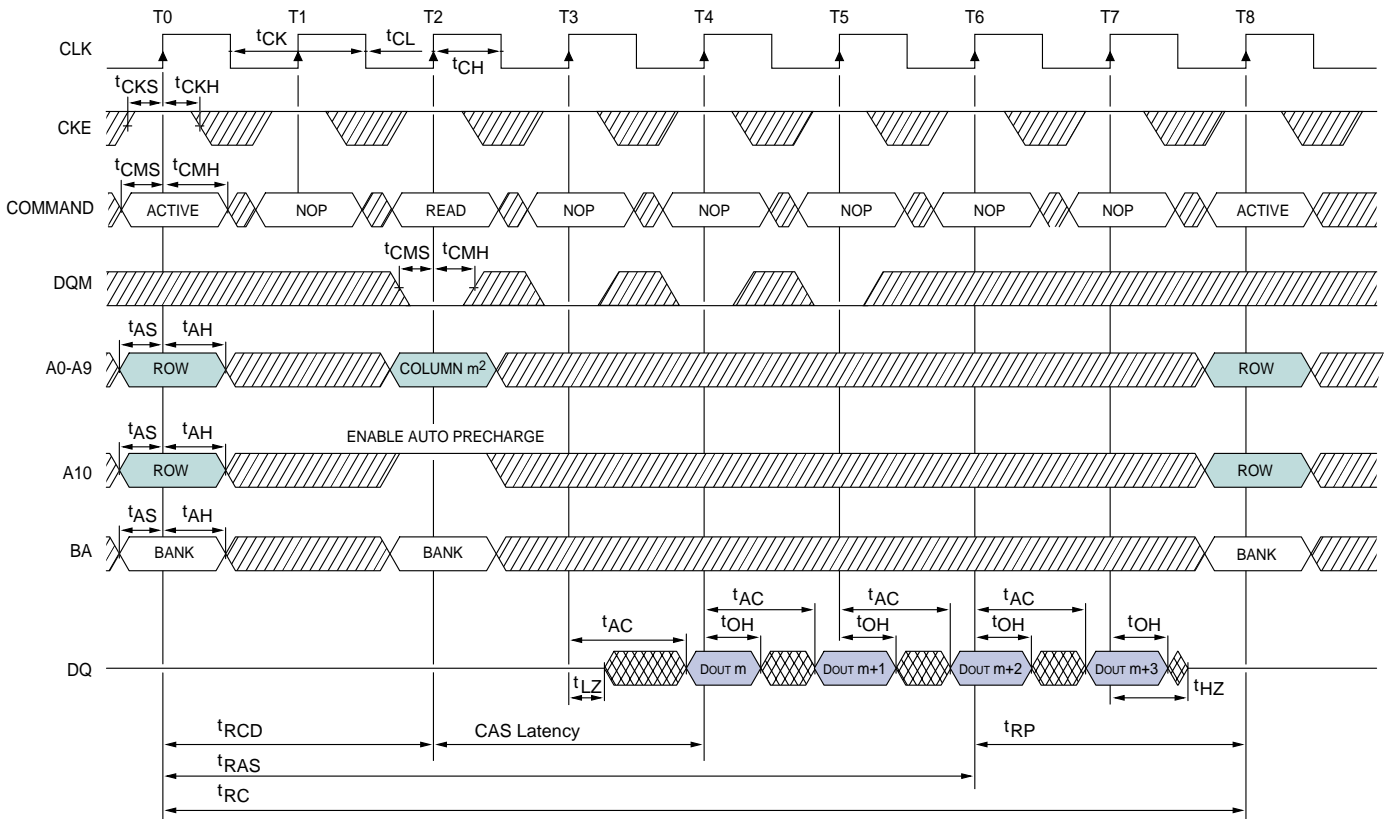 T0 T1 T2 T3 T4 T5 T6 T7 T8
CLK
tCK tCL
tCH
tCKS tCKH
CKE
tCMS tCMH
COMMAND ACTIVE NOP READ NOP NOP NOP NOP NOP ACTIVE
tCMS tCMH
DQM
tAS tAH
A0-A9 ROW COLUMN m2 ROW
ENABLE AUTO PRECHARGE
tAS tAH
A10 ROW ROW
tAS tAH
BA BANK BANK BANK
tAC tAC tAC
tAC tOH tOH tOH tOH
DQ DOUT m DOUT m+1 DOUT m+2 DOUT m+3
tLZ tHZ
tRCD CAS Latency tRP
tRAS
tRC